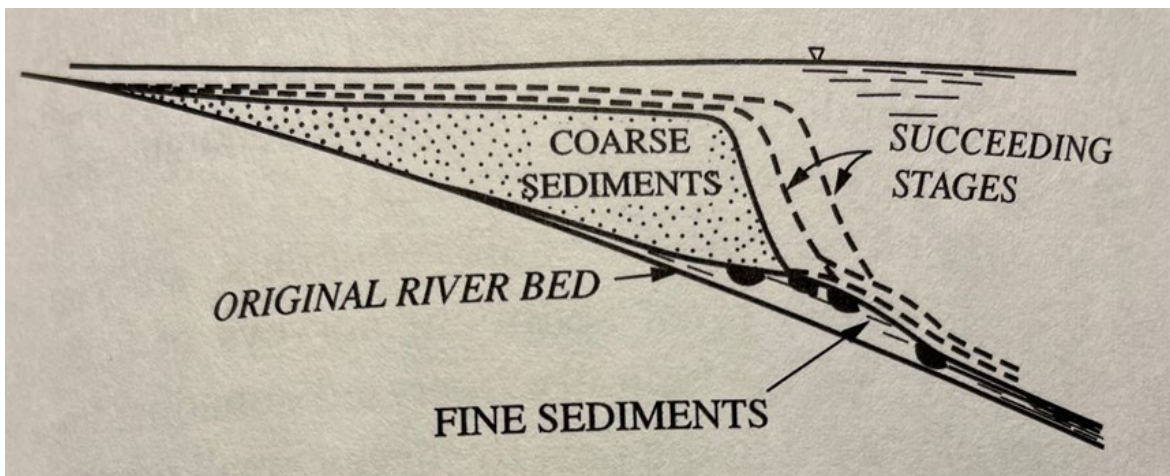 COARSE
SEDIMENTS
SUCCEEDING
STAGES
ORIGINAL RIVER BED
FINE SEDIMENTS